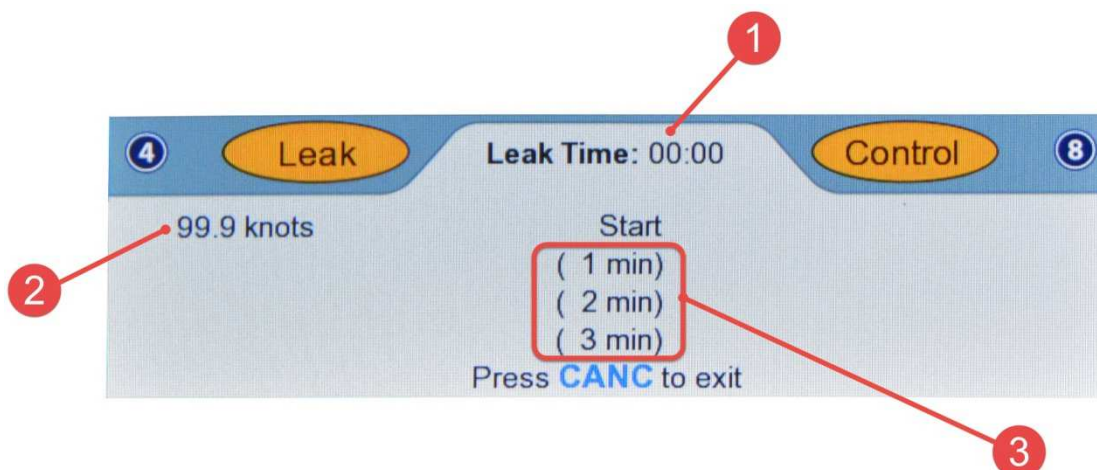 1
4 Leak Leak Time: 00:00 Control 8
99.9 knots Start
2 ( 1 min)
( 2 min)
( 3 min)
Press CANC to exit
3